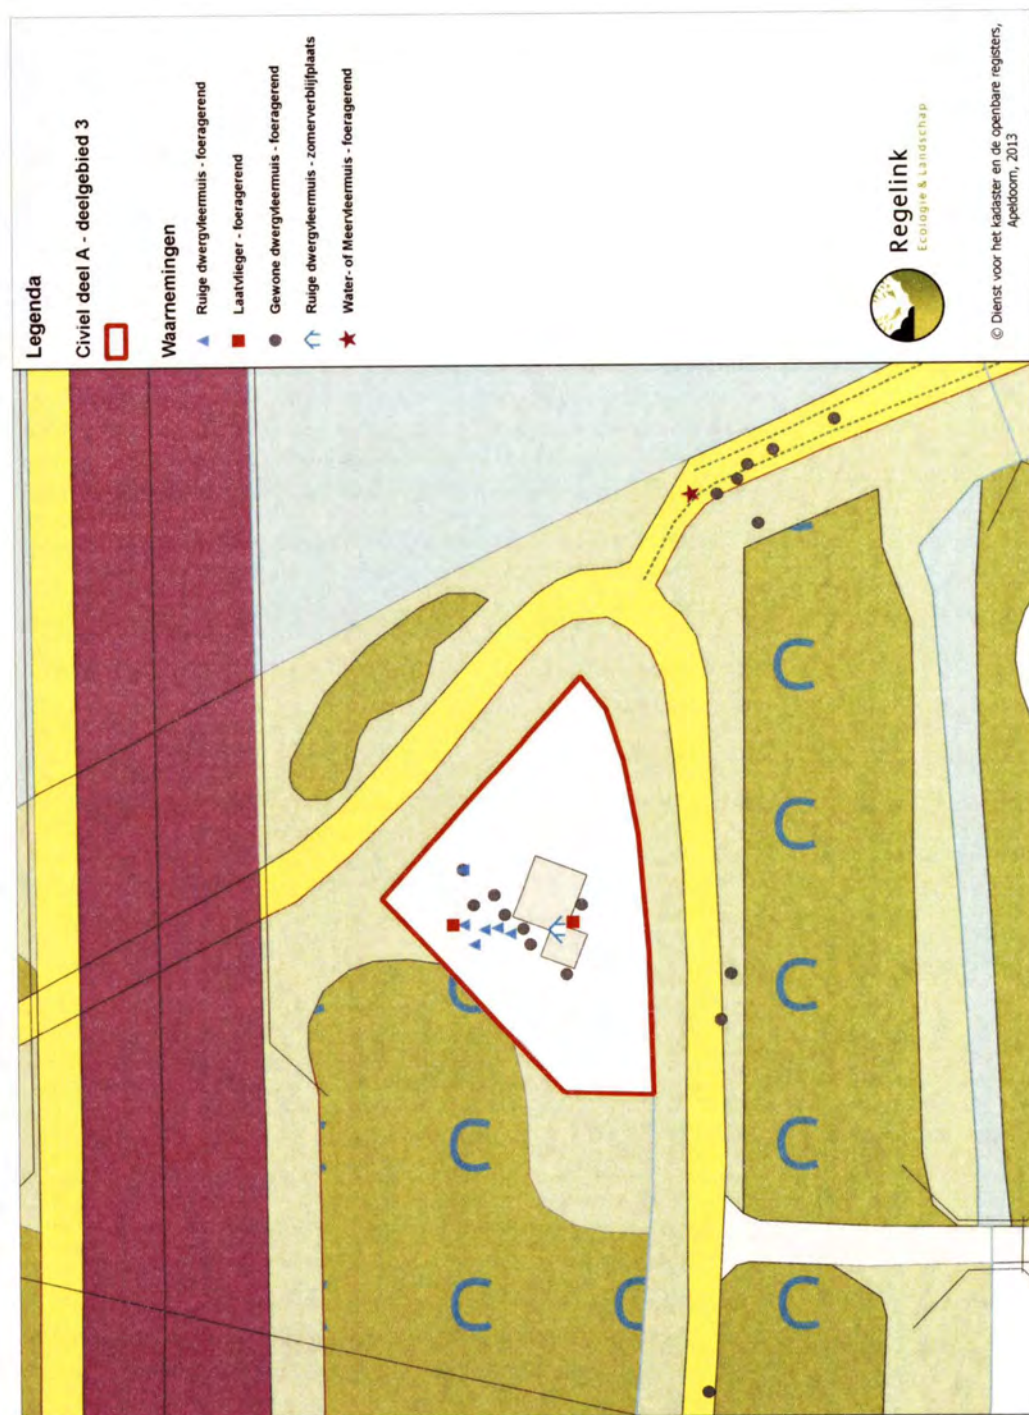 Legenda
Civiel deel A - deelgebied 3
Waarnemingen
Ruige dwergvleermuis - foeragerend
Laatvlieger - foeragerend
Gewone dwergvleermuis - foeragerend
Ruige dwergvleermuis - zomerverblijfplaats
Water- of Meervleermuis - foeragerend
Regelink
Ecologie & Landschap
© Dienst voor het kadaster en de openbare registers,
Apeldoorn, 2013